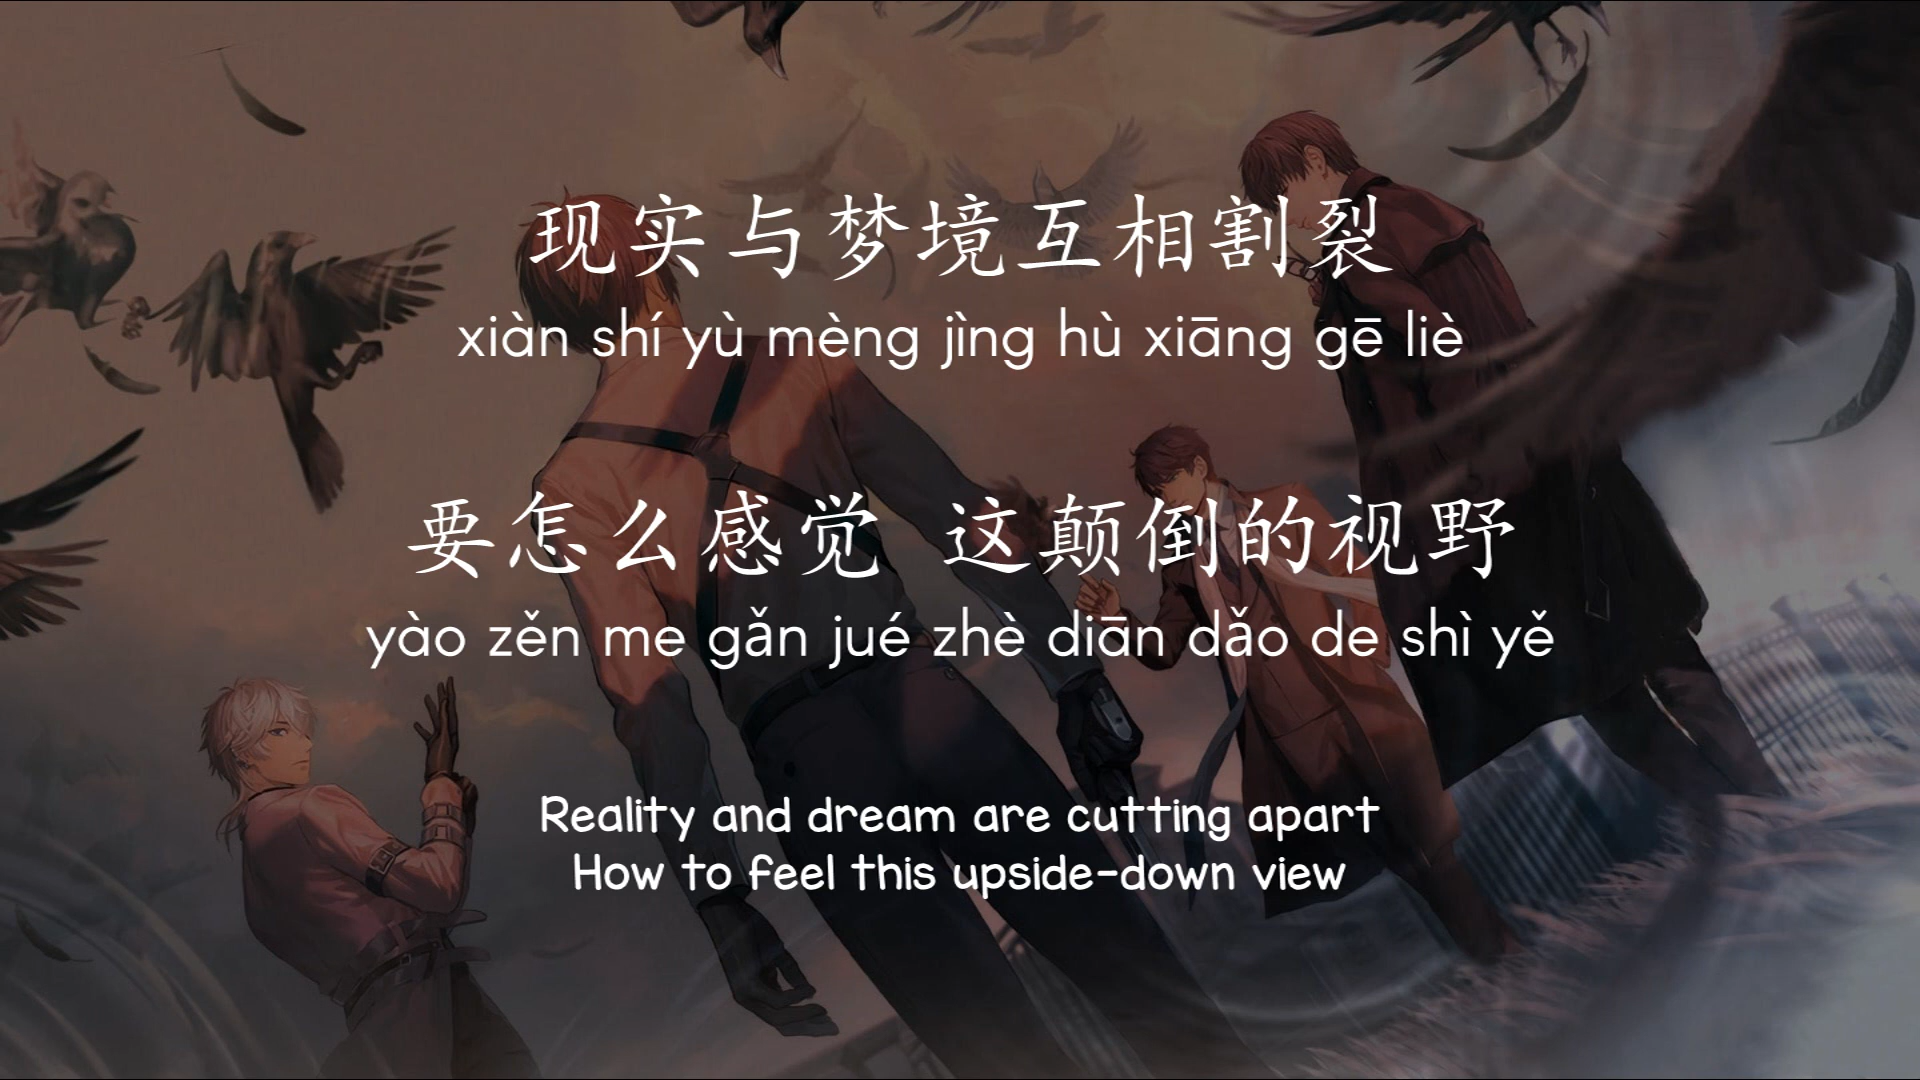 现实与梦境互相割裂
xiàn shí yù mèng jìng hù xiāng gē liè
要怎么感觉 这颠倒的视野
yào zěn me gǎn jué zhè diān dǎo de shì yě
Reality and dream are cutting apart
How to feel this upside-down view